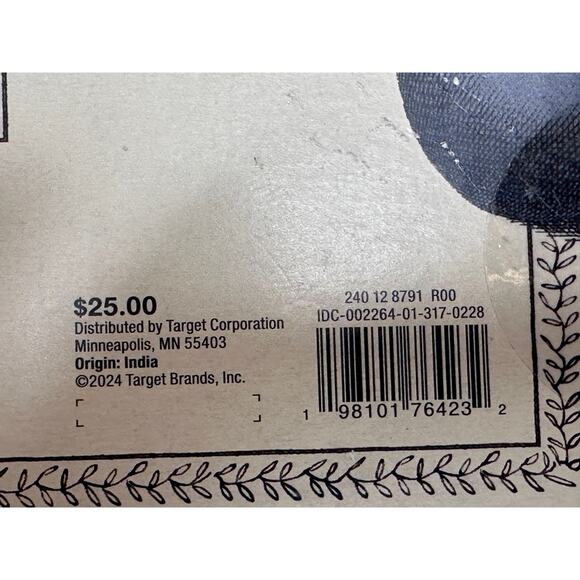 $25.00
Distributed by Target Corporation
Minneapolis, MN 55403
Origin: India
©2024 Target Brands, Inc.
240 12 8791 R00
IDC-002264-01-317-0228
1 98101 76423 2